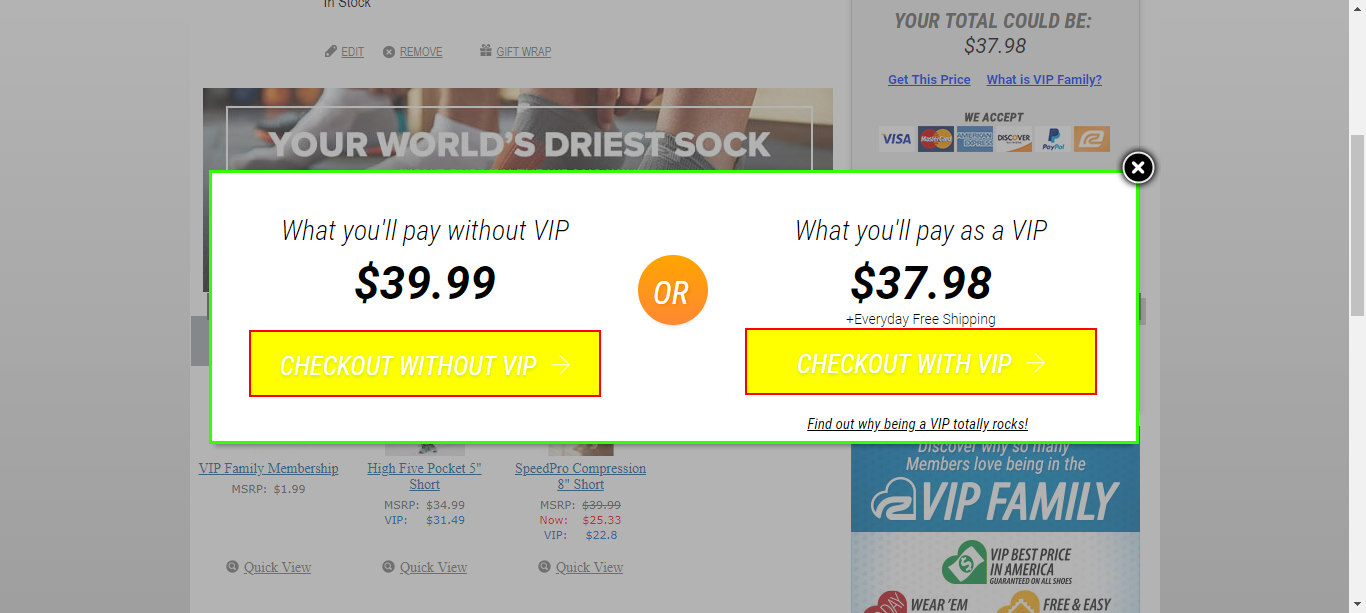 In Stock
EDIT
REMOVE
GIFT WRAP
YOUR WORLD'S DRIEST SOCK
YOUR TOTAL COULD BE:
$37.98
Get This Price
What is VIP Family?
WE ACCEPT
VISA
MasterCard
AMERICAN EXPRESS
DISCOVER
PayPal
What you'll pay without VIP
$39.99
CHECKOUT WITHOUT VIP
OR
What you'll pay as a VIP
$37.98
+Everyday Free Shipping
CHECKOUT WITH VIP
Find out why being a VIP totally rocks!
VIP Family Membership
MSRP: $1.99
High Five Pocket 5"
Short
MSRP: $34.99
VIP: $31.49
SpeedPro Compression
8" Short
MSRP: $39.99
Now: $25.33
VIP: $22.8
Quick View
Quick View
Quick View
Discover why so many
Members love being in the
VIP FAMILY
VIP BEST PRICE
IN AMERICA
GUARANTEED ON ALL SHOES
WEAR 'EM
FREE & EASY